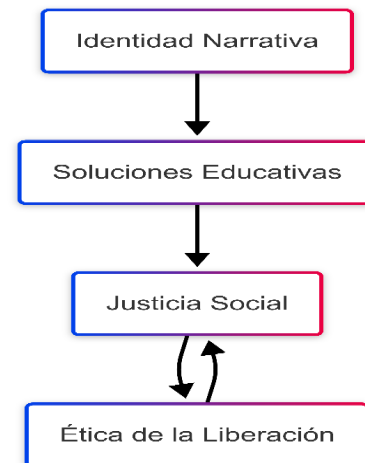 Identidad Narrativa
Soluciones Educativas
Justicia Social
Ética de la Liberación